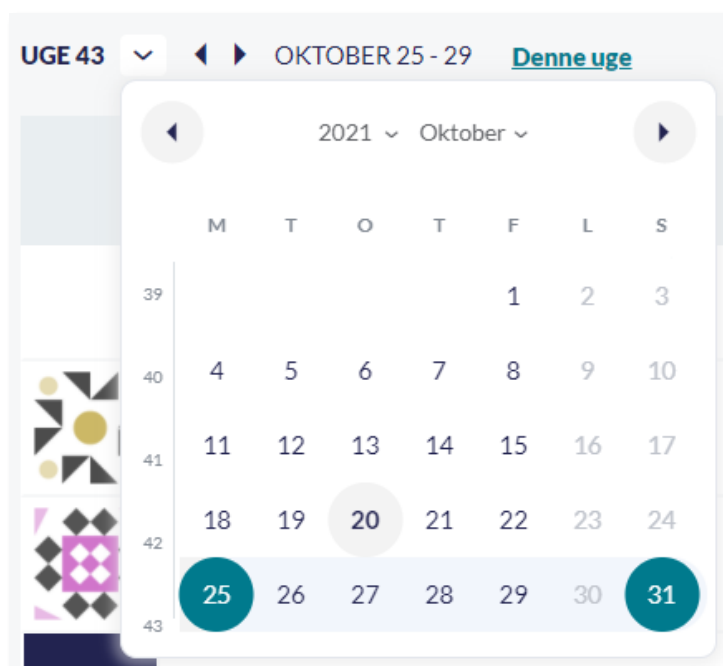 UGE 43 OKTOBER 25 - 29 Denne uge
2021 Oktober
M T O T F L S
39 1 2 3
40 4 5 6 7 8 9 10
41 11 12 13 14 15 16 17
42 18 19 20 21 22 23 24
43 25 26 27 28 29 30 31